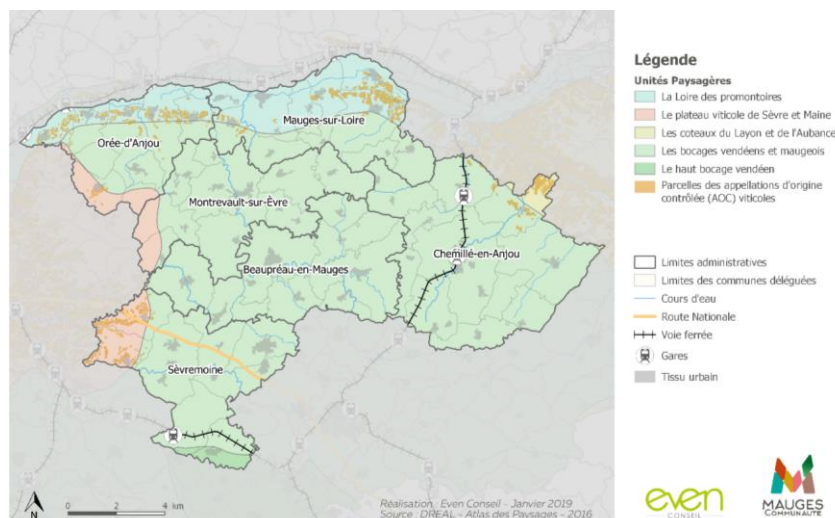 Mauges-sur-Loire
Orée-d'Anjou
Montrevault-sur-Èvre
Chemillé-en-Anjou
Beaupréau-en-Mauges
Sèvremoine
N
0 2 4 km
Réalisation : Even Conseil - Janvier 2019
Source : DREAL - Atlas des Paysages - 2016
Légende
Unités Paysagères
La Loire des promontoires
Le plateau viticole de Sèvre et Maine
Les coteaux du Layon et de l'Aubance
Les bocages vendéens et maugeois
Le haut bocage vendéen
Parcelles des appellations d'origine
contrôlée (AOC) viticoles
Limites administratives
Limites des communes déléguées
Cours d'eau
Route Nationale
Voie ferrée
Gares
Tissu urbain
even
CONSEIL
MAUGES
COMMUNAUTÉ